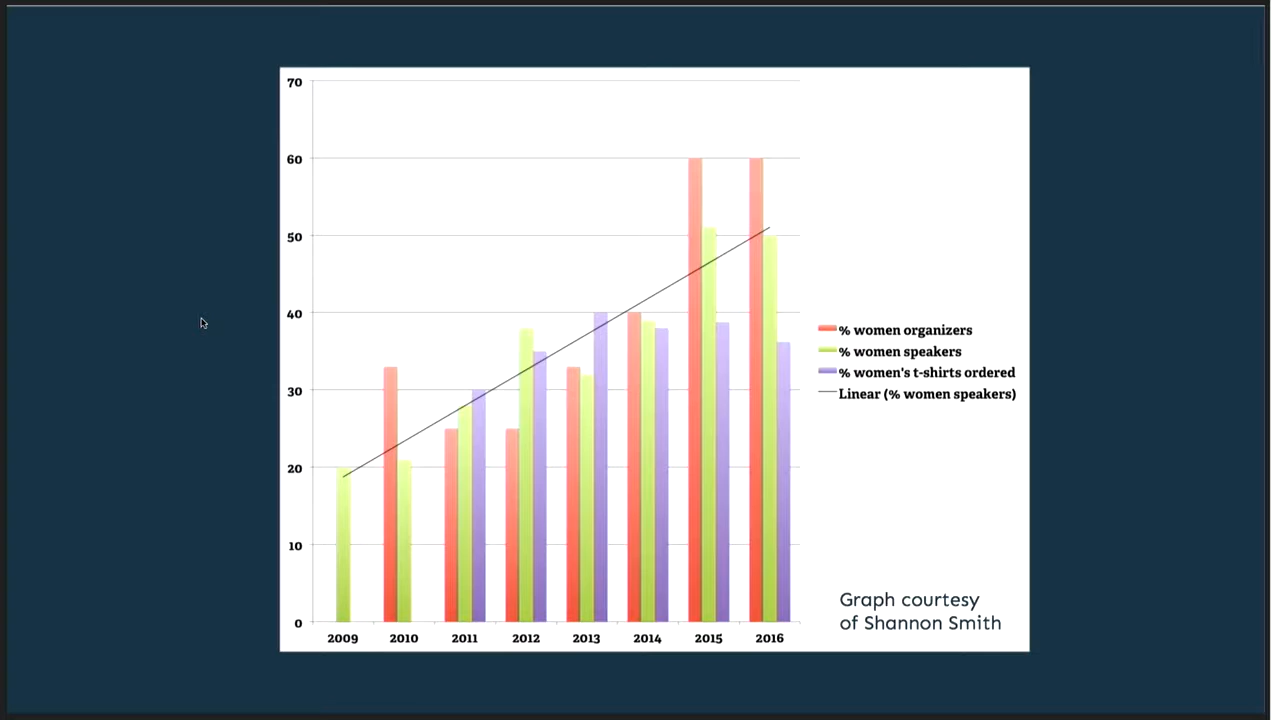 70
60
50
40
30
20
10
0
2009 2010 2011 2012 2013 2014 2015 2016
% women organizers
% women speakers
% women's t-shirts ordered
Linear (% women speakers)
Graph courtesy
of Shannon Smith